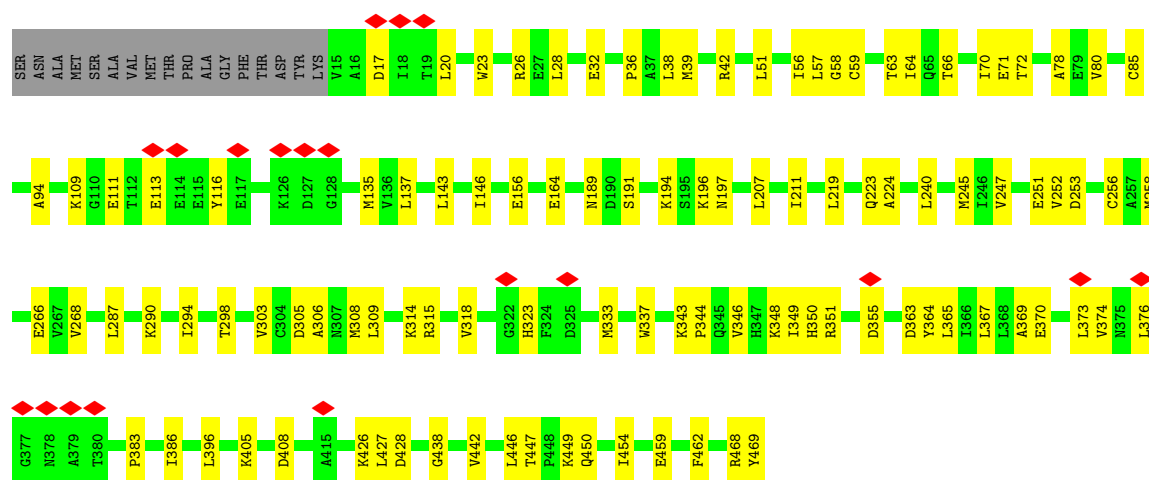 SER ASN ALA MET SER ALA VAL MET THR PRO ALA GLY PHE THR ASP TYR LYS V15 A16 D17 I18 T19 L20 W23 R26 E27 L28 E32 P36 A37 L38 M39 R42 L51 I56 L57 G58 C59 T63 I64 Q65 T66 I70 E71 T72 A78 E79 V80 C85
A94 K109 G110 E111 T112 E113 E114 E115 Y116 E117 K126 D127 G128 M135 V136 L137 L143 I146 E156 E164 N189 D190 S191 K194 S195 K196 N197 L207 I211 L219 Q223 A224 L240 M245 I246 V247 E251 V252 D253 C256 A257 M258
E266 V267 V268 L287 K290 I294 T298 V303 C304 D305 A306 N307 M308 L309 K314 R315 V318 G322 H323 F324 D325 M333 W337 K343 P344 Q345 V346 H347 K348 I349 H350 R351 D355 D363 Y364 L365 I366 L367 L368 A369 E370 L373 V374 N375 L376
G377 N378 A379 T380 P383 I386 L396 K405 D408 A415 K426 L427 D428 G438 V442 L446 T447 P448 K449 Q450 I454 E459 F462 R468 Y469